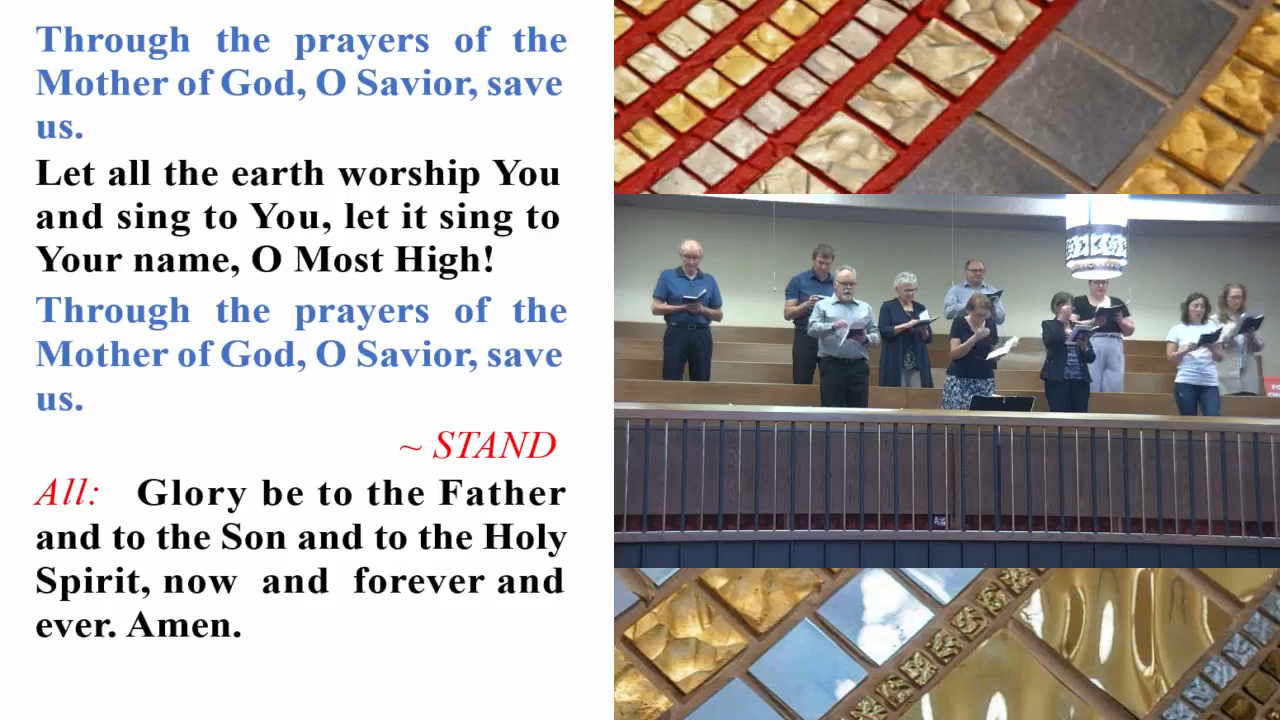 Through the prayers of the
Mother of God, O Savior, save
us.
Let all the earth worship You
and sing to You, let it sing to
Your name, O Most High!
Through the prayers of the
Mother of God, O Savior, save
us.
~ STAND
All: Glory be to the Father
and to the Son and to the Holy
Spirit, now and forever and
ever. Amen.